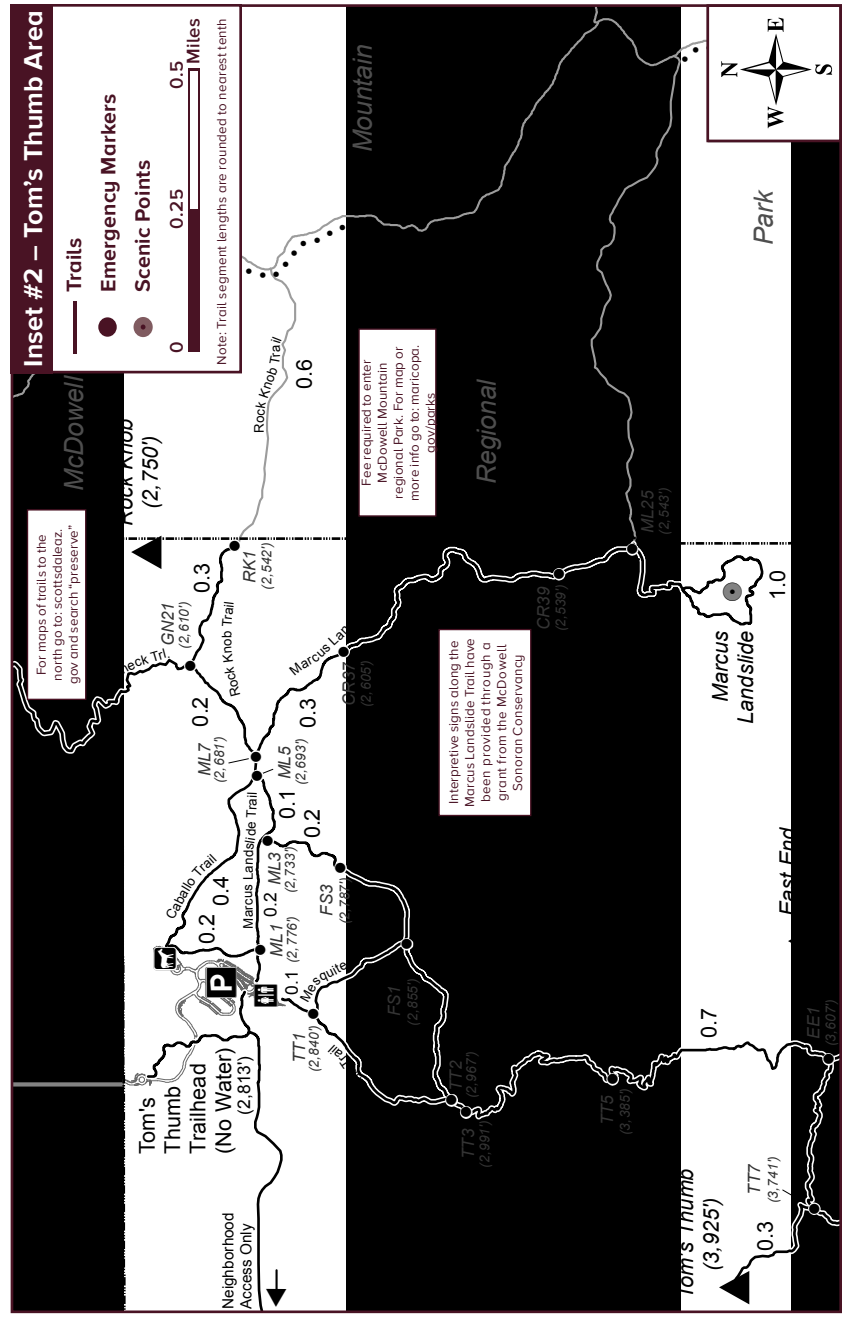 Inset #2 – Tom's Thumb Area
Trails
Emergency Markers
Scenic Points
0
0.25
0.5
Miles
Note: Trail segment lengths are rounded to nearest tenth
N
E
S
W
McDowell
Mountain
Regional
Park
For maps of trails to the
north go to: scottsdaleaz.
gov and search "preserve"
Fee required to enter
McDowell Mountain
regional Park. For map or
more info go to: maricopa.
gov/parks
Interpretive signs along the
Marcus Landslide Trail have
been provided through a
grant from the McDowell
Sonoran Conservancy
Rock Knob
(2,750')
Rock Knob Trail
0.6
RK1
(2,542')
0.3
GN21
(2,610')
neck Trl
Rock Knob Trail
0.2
ML7
(2,681')
ML5
(2,693')
0.3
Marcus Lan
CR37
(2,605')
CR39
(2,539')
ML25
(2,543')
Marcus
Landslide
1.0
Caballo Trail
0.4
0.2
Marcus Landslide Trail
0.2
0.1
0.2
ML3
(2,733')
ML1
(2,776')
FS3
(2,787')
P
0.1
Mesquite
TT1
(2,840')
Trail
FS1
(2,855')
TT2
(2,967')
TT3
(2,991')
TT5
(3,385')
0.7
East End
EE1
(3,607')
TT7
(3,741')
0.3
Tom's Thumb
(3,925')
Tom's
Thumb
Trailhead
(No Water)
(2,813')
Neighborhood
Access Only